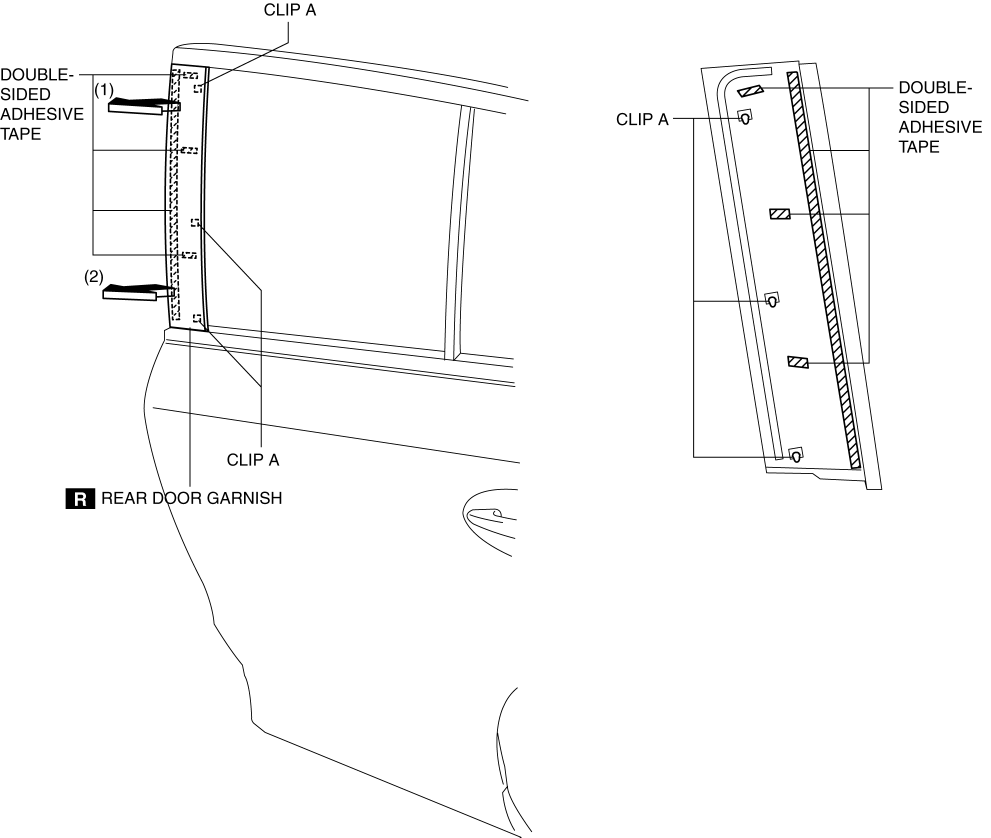 CLIP A
DOUBLE-
SIDED
ADHESIVE
TAPE
(1)
(2)
CLIP A
R REAR DOOR GARNISH
CLIP A
DOUBLE-
SIDED
ADHESIVE
TAPE